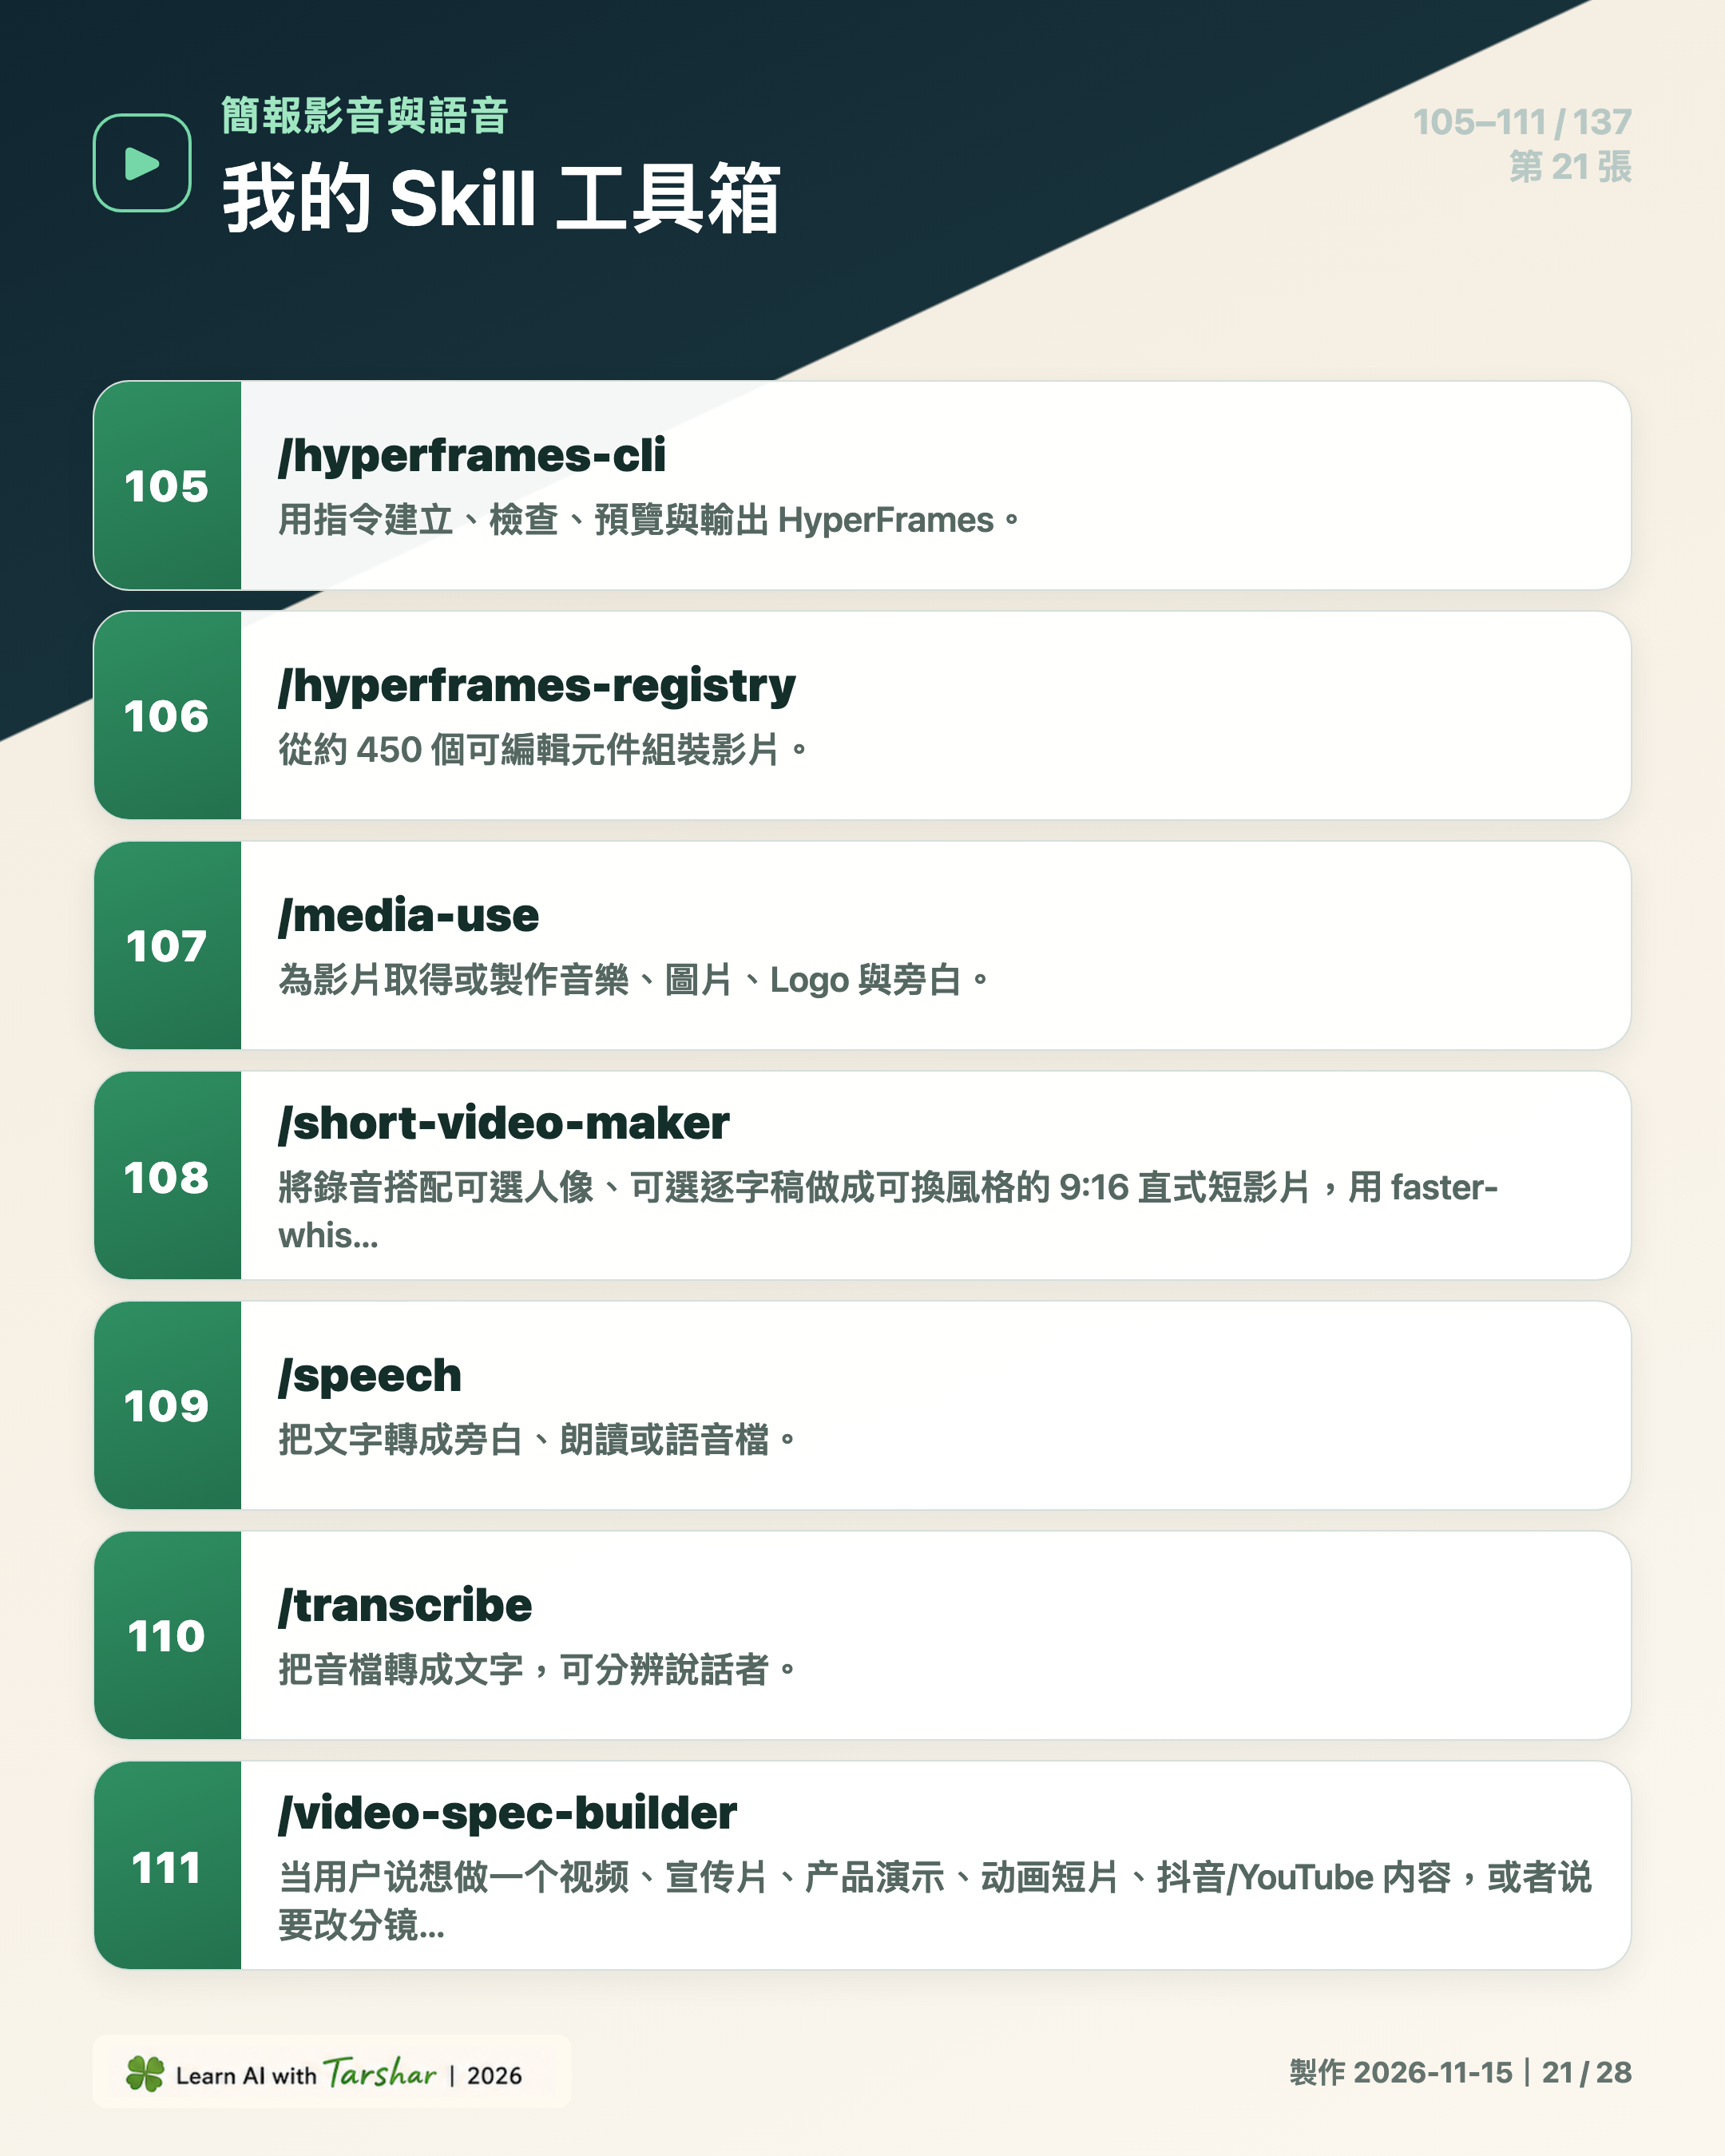 簡報影音與語音
我的 Skill 工具箱
105–111 / 137
第 21 張
105
/hyperframes-cli
用指令建立、檢查、預覽與輸出 HyperFrames。
106
/hyperframes-registry
從約 450 個可編輯元件組裝影片。
107
/media-use
為影片取得或製作音樂、圖片、Logo 與旁白。
108
/short-video-maker
將錄音搭配可選人像、可選逐字稿做成可換風格的 9:16 直式短影片，用 faster-
whis...
109
/speech
把文字轉成旁白、朗讀或語音檔。
110
/transcribe
把音檔轉成文字，可分辨說話者。
111
/video-spec-builder
当用户说想做一个视频、宣传片、产品演示、动画短片、抖音/YouTube 内容，或者说
要改分镜...
Learn AI with Tarshar | 2026
製作 2026-11-15｜21 / 28